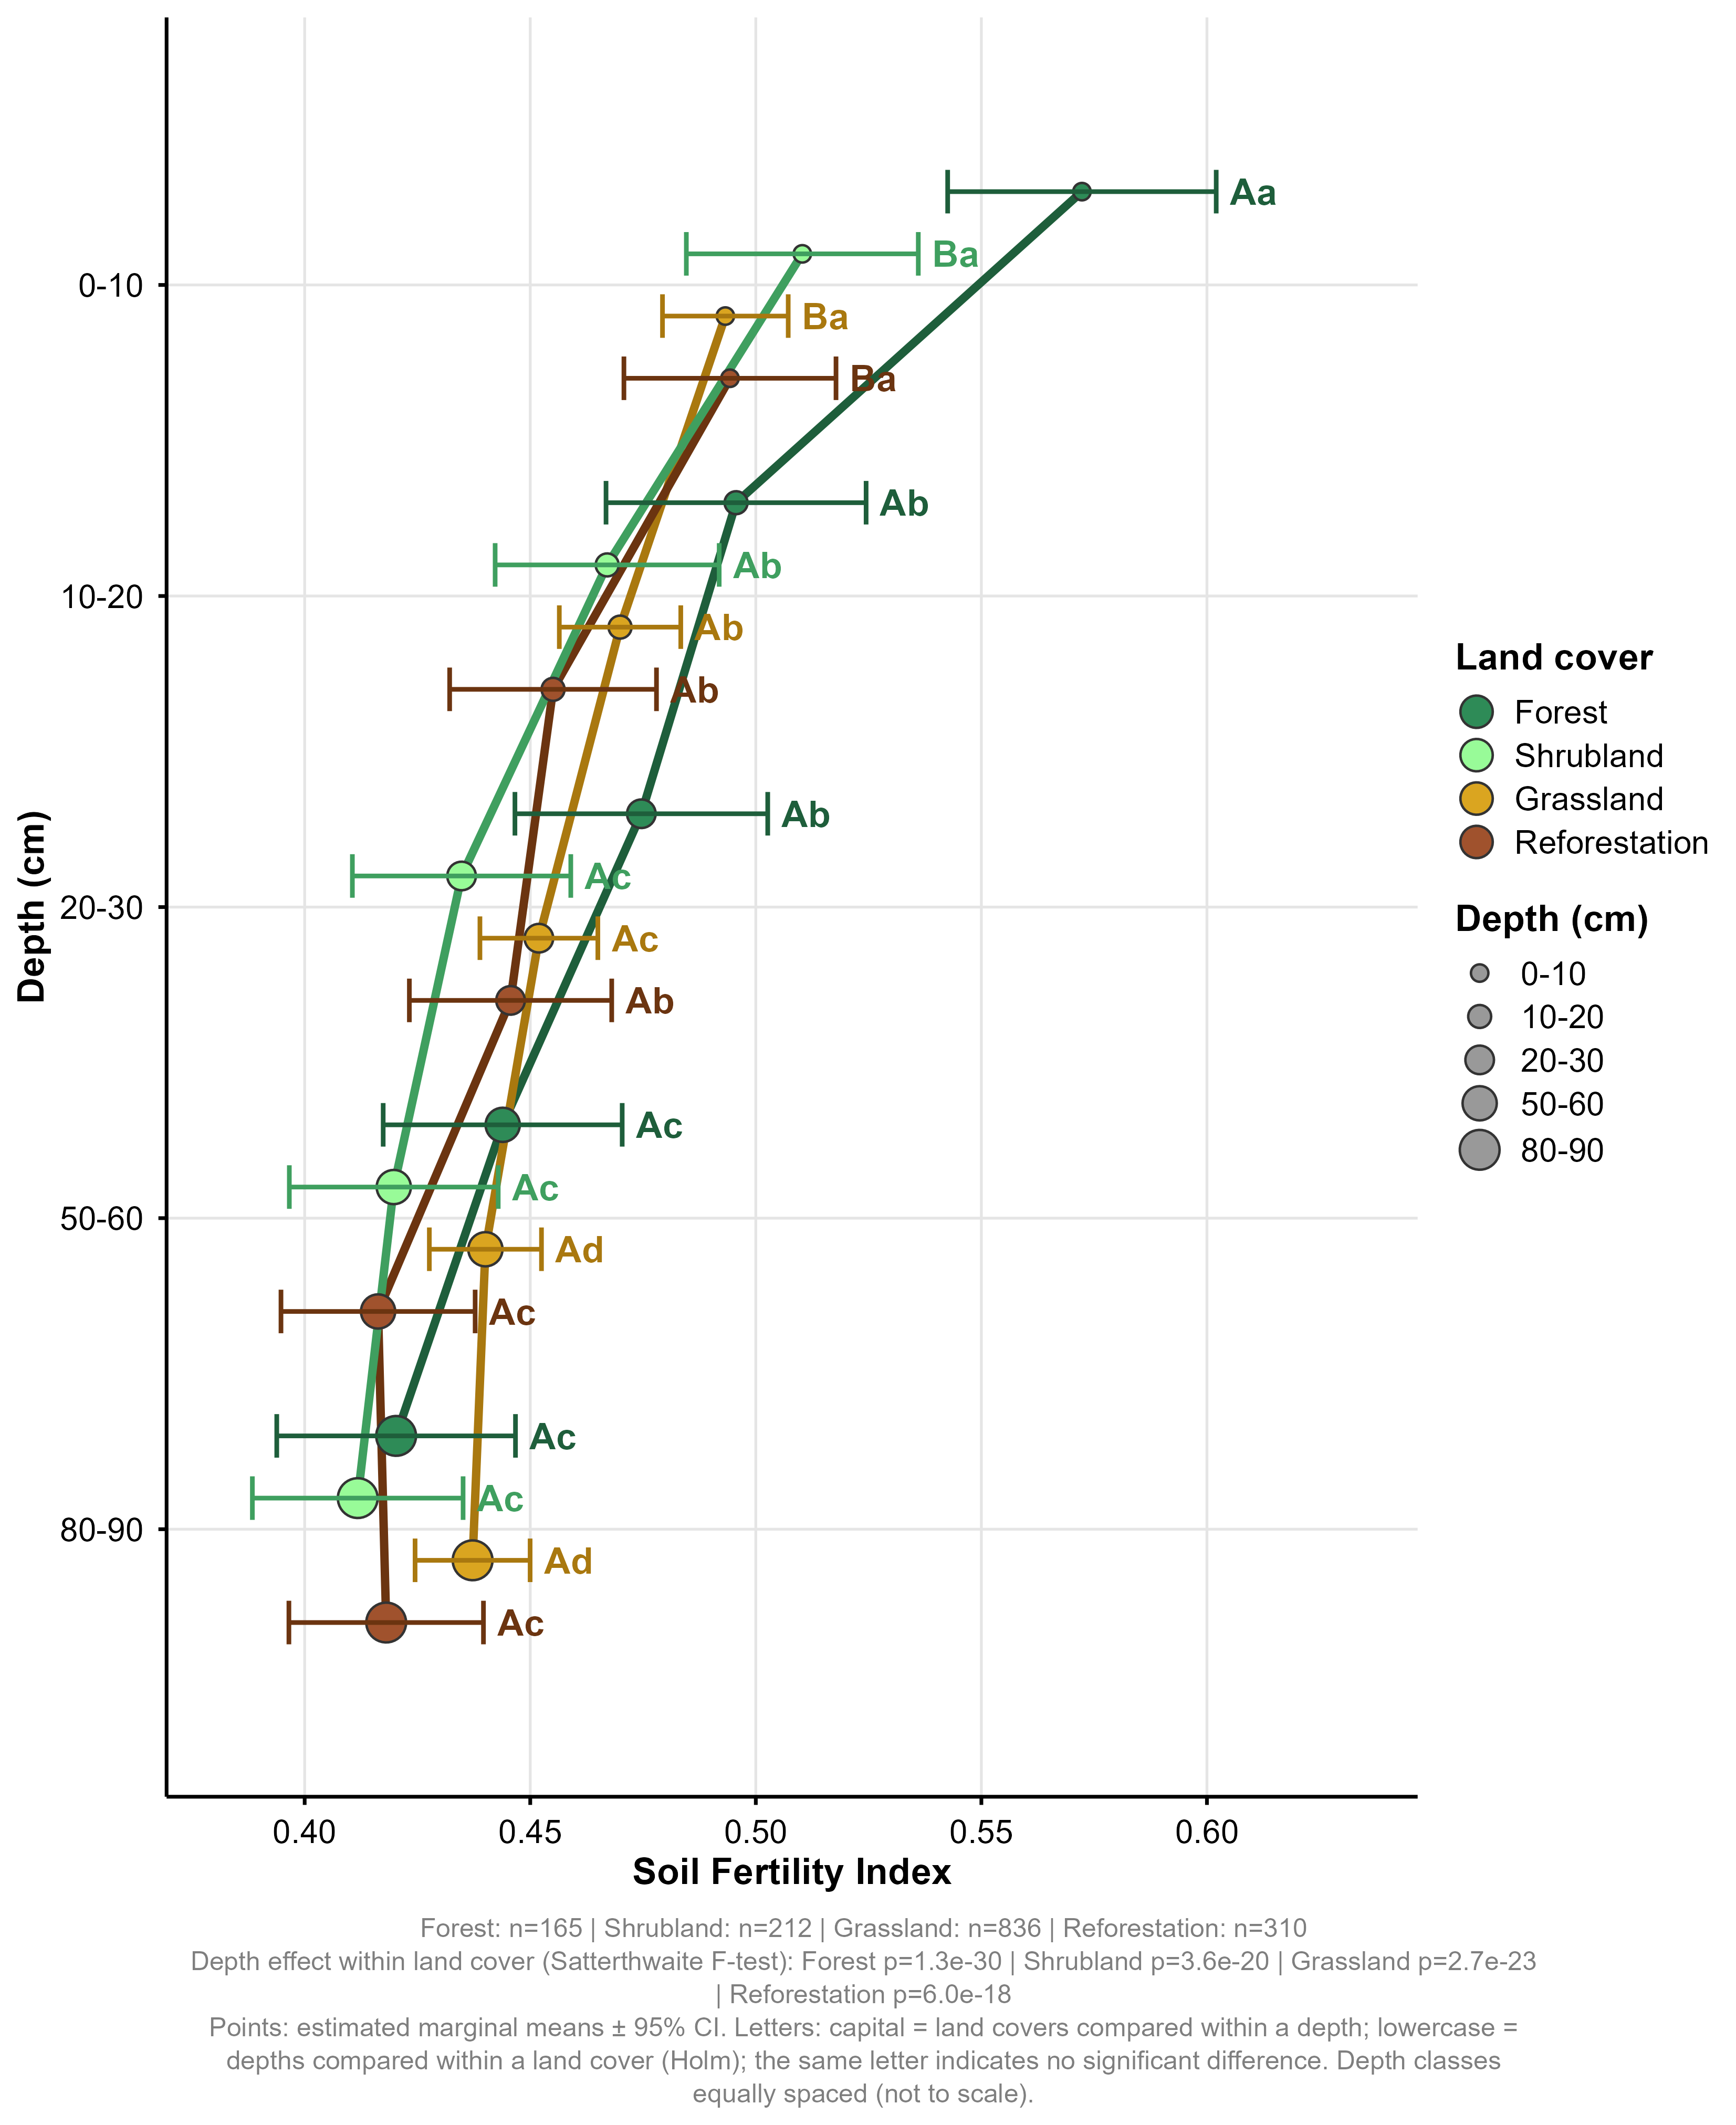 Aa
Ba
0-10
Ba
Ba
Ab
Ab
10-20
Ab
Ab
Ab
Ac
20-30
Ac
Ab
Ac
Ac
50-60
Ad
Ac
Ac
Ac
80-90
Ad
Ac
Depth (cm)
0.40 0.45 0.50 0.55 0.60
Soil Fertility Index
Land cover
Forest
Shrubland
Grassland
Reforestation
Depth (cm)
0-10
10-20
20-30
50-60
80-90
Forest: n=165 | Shrubland: n=212 | Grassland: n=836 | Reforestation: n=310
Depth effect within land cover (Satterthwaite F-test): Forest p=1.3e-30 | Shrubland p=3.6e-20 | Grassland p=2.7e-23
| Reforestation p=6.0e-18
Points: estimated marginal means ± 95% CI. Letters: capital = land covers compared within a depth; lowercase =
depths compared within a land cover (Holm); the same letter indicates no significant difference. Depth classes
equally spaced (not to scale).